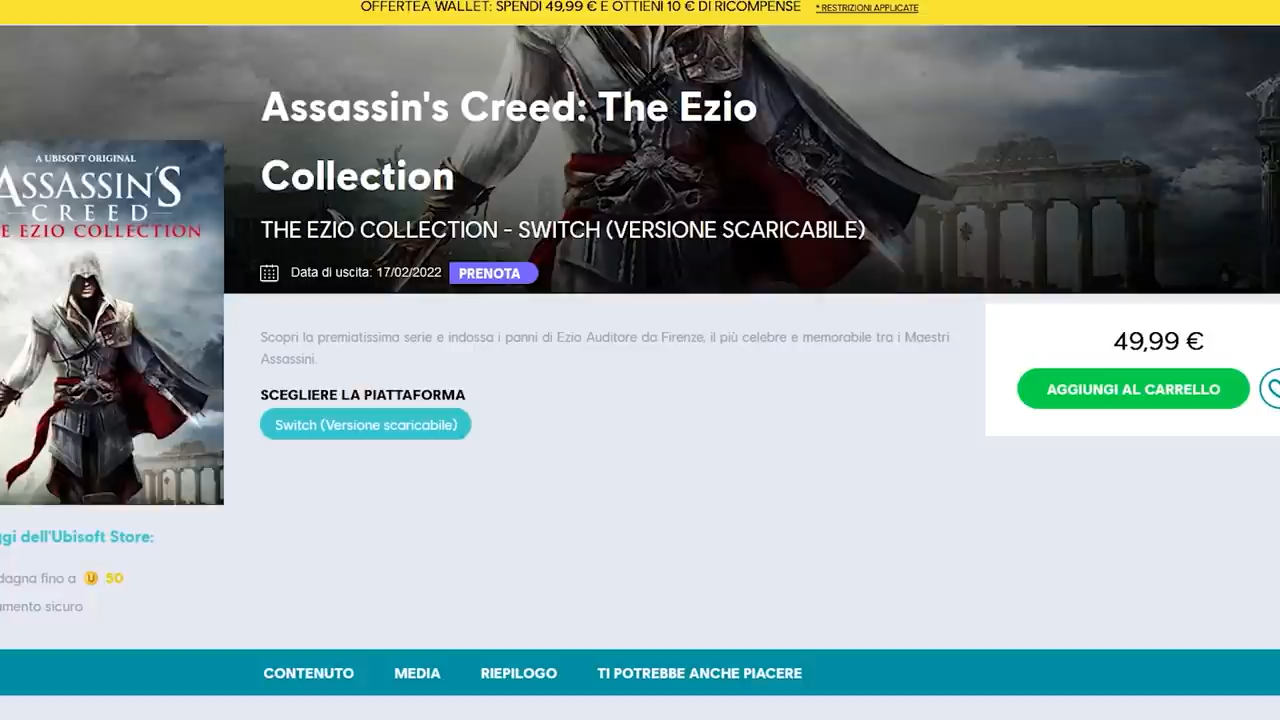 OFFERTEA WALLET: SPENDI 49,99 € E OTTIENI 10 € DI RICOMPENSE * RESTRIZIONI APPLICATE
Assassin's Creed: The Ezio
Collection
THE EZIO COLLECTION - SWITCH (VERSIONE SCARICABILE)
Data di uscita: 17/02/2022 PRENOTA
A UBISOFT ORIGINAL
ASSASSIN'S
CREED
E EZIO COLLECTION
Scopri la premiatissima serie e indossa i panni di Ezio Auditore da Firenze, il più celebre e memorabile tra i Maestri
Assassini.
SCEGLIERE LA PIATTAFORMA
Switch (Versione scaricabile)
49,99 €
AGGIUNGI AL CARRELLO
ggi dell'Ubisoft Store:
dagna fino a 50
amento sicuro
CONTENUTO MEDIA RIEPILOGO TI POTREBBE ANCHE PIACERE